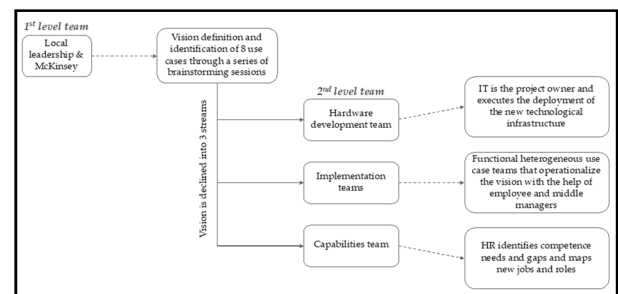 1st level team
Local
leadership &
McKinsey
Vision definition and
identification of 8 use
cases through a series of
brainstorming sessions
Vision is declined into 3 streams
2nd level team
Hardware
development team
IT is the project owner and
executes the deployment of
the new technological
infrastructure
Implementation
teams
Functional heterogeneous use
case teams that operationalize
the vision with the help of
employee and middle
managers
Capabilities team
HR identifies competence
needs and gaps and maps
new jobs and roles